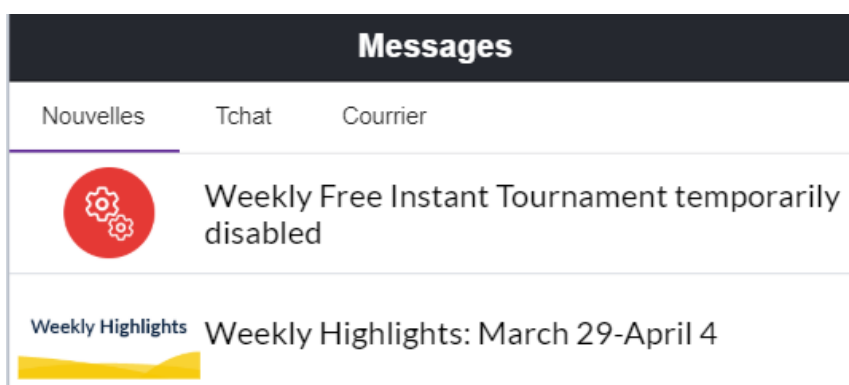 Messages
Nouvelles Tchat Courrier
Weekly Free Instant Tournament temporarily
disabled
Weekly Highlights Weekly Highlights: March 29-April 4